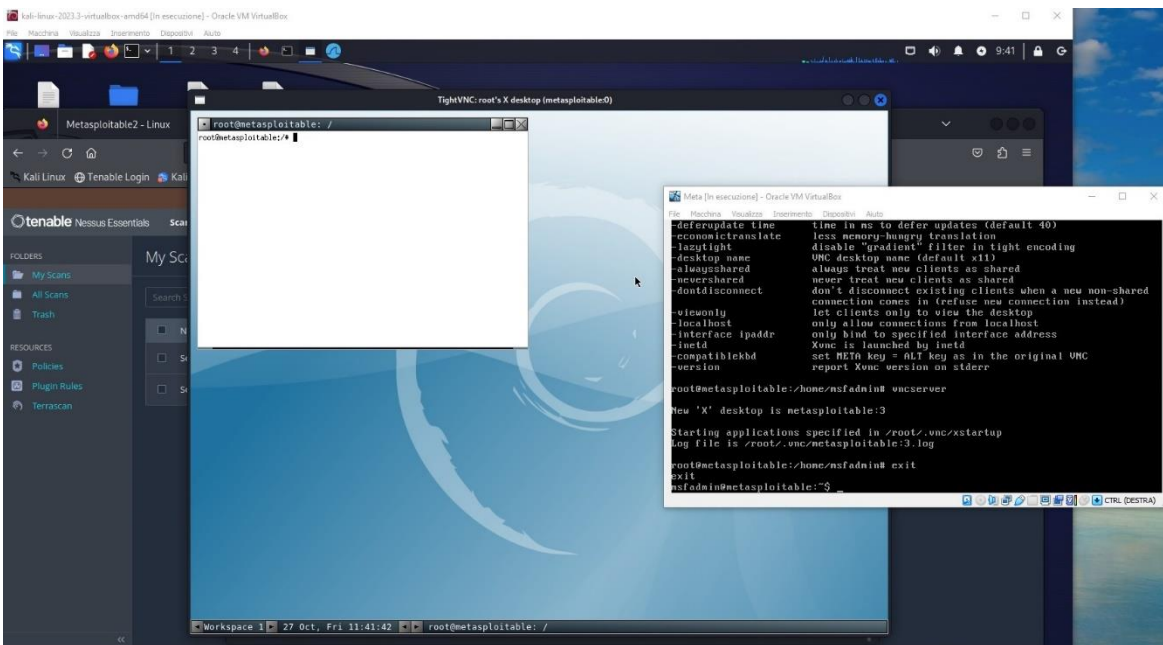 kali-linux-2023.3-virtualbox-amd64 [In esecuzione] - Oracle VM VirtualBox
File Macchina Visualizza Inserimento Dispositivi Aiuto
1 2 3 4
9:41
TightVNC: root's X desktop (metasploitable:0)
Metasploitable2 - Linux
root@metasploitable: /
root@metasploitable:/#
Kali Linux Tenable Login Kali
tenable Nessus Essentials
FOLDERS
My Scans
All Scans
Trash
RESOURCES
Policies
Plugin Rules
Terrascan
Meta [In esecuzione] - Oracle VM VirtualBox
File Macchina Visualizza Inserimento Dispositivi Aiuto
-deferupdate time time in ms to defer updates (default 40)
-economictranslate less memory-hungry translation
-lazytight disable "gradient" filter in tight encoding
-desktop name VNC desktop name (default x11)
-alwaysshared always treat new clients as shared
-nevershared never treat new clients as shared
-dontdisconnect don't disconnect existing clients when a new non-shared
connection comes in (refuse new connection instead)
-viewonly let clients only to view the desktop
-localhost only allow connections from localhost
-interface ipaddr only bind to specified interface address
-inetd Xvnc is launched by inetd
-compatiblekbd set META key = ALT key as in the original VNC
-version report Xvnc version on stderr
root@metasploitable:/home/msfadmin# vncserver
New 'X' desktop is metasploitable:3
Starting applications specified in /root/.vnc/xstartup
Log file is /root/.vnc/metasploitable:3.log
root@metasploitable:/home/msfadmin# exit
exit
msfadmin@metasploitable:~$ _
CTRL (DESTRA)
Workspace 1 27 Oct, Fri 11:41:42 root@metasploitable: /